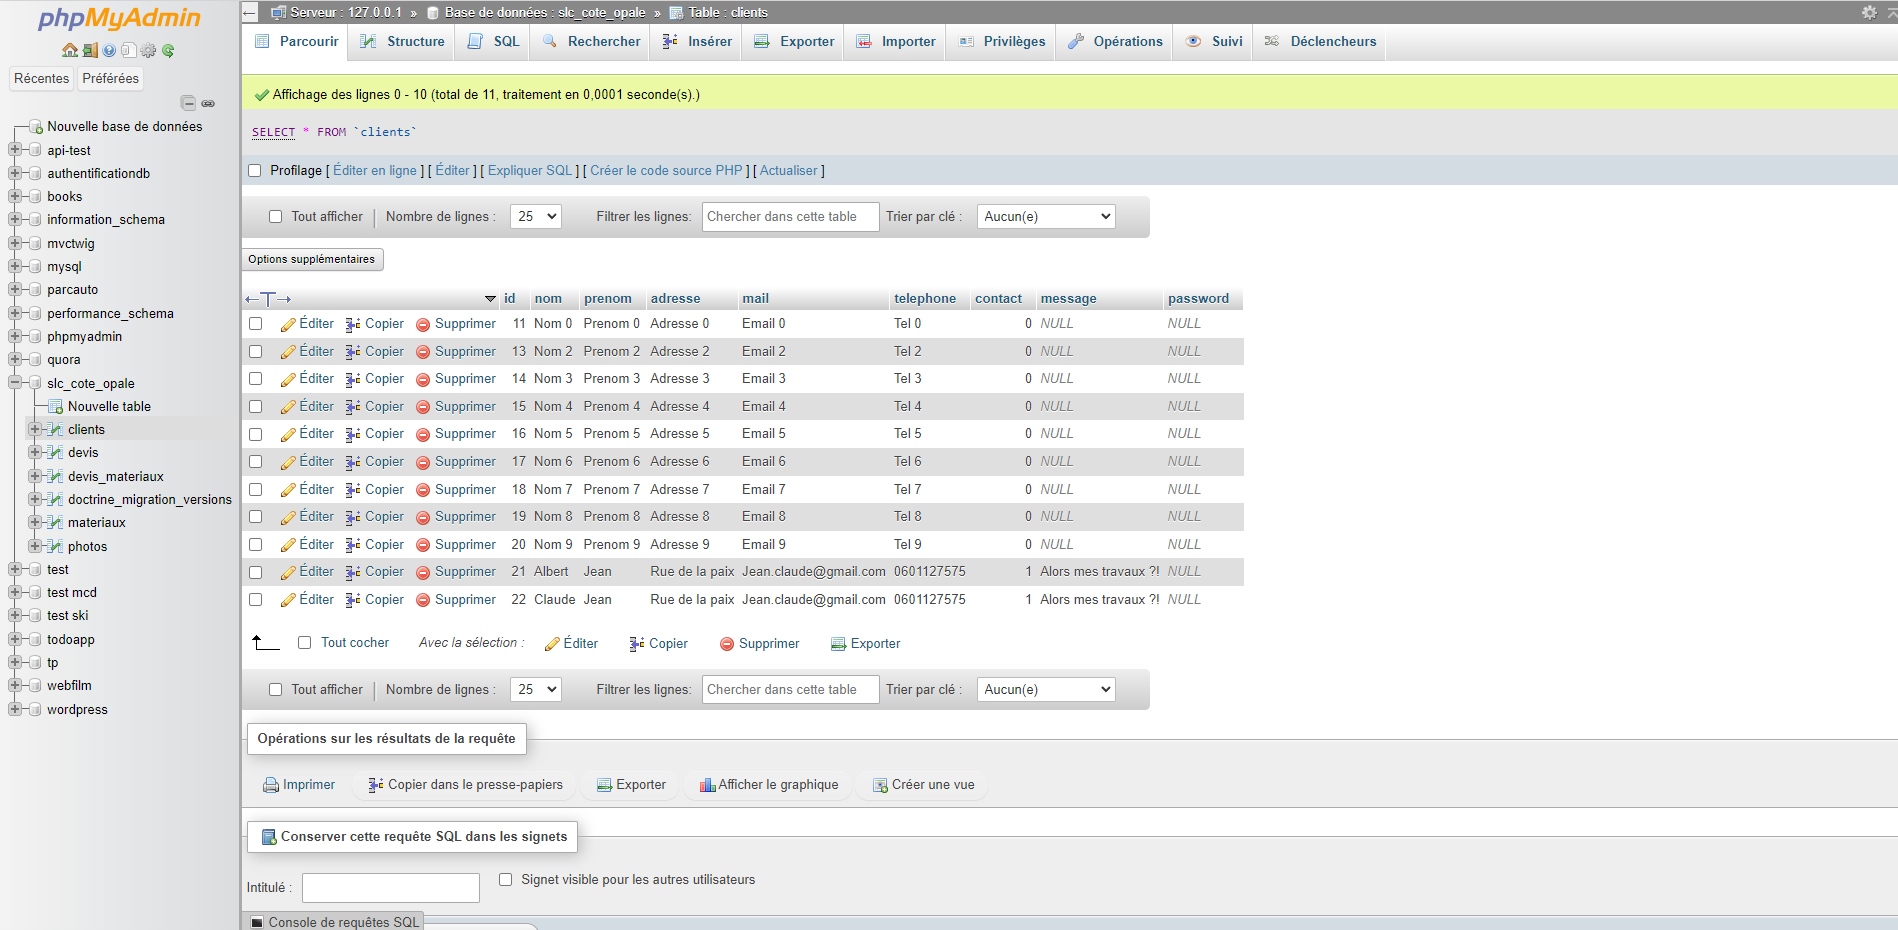 phpMyAdmin
Récentes Préférées
Nouvelle base de données
api-test
authentificationdb
books
information_schema
mvctwig
mysql
parcauto
performance_schema
phpmyadmin
quora
slc_cote_opale
Nouvelle table
clients
devis
devis_materiaux
doctrine_migration_versions
materiaux
photos
test
test mcd
test ski
todoapp
tp
webfilm
wordpress
Serveur : 127.0.0.1 » Base de données : slc_cote_opale » Table : clients
Parcourir Structure SQL Rechercher Insérer Exporter Importer Privilèges Opérations Suivi Déclencheurs
Affichage des lignes 0 - 10 (total de 11, traitement en 0,0001 seconde(s).)
SELECT * FROM `clients`
Profilage [ Éditer en ligne ] [ Éditer ] [ Expliquer SQL ] [ Créer le code source PHP ] [ Actualiser ]
Tout afficher Nombre de lignes : 25 Filtrer les lignes: Chercher dans cette table Trier par clé : Aucun(e)
Options supplémentaires
id nom prenom adresse mail telephone contact message password
Éditer Copier Supprimer 11 Nom 0 Prenom 0 Adresse 0 Email 0 Tel 0 0 NULL NULL
Éditer Copier Supprimer 13 Nom 2 Prenom 2 Adresse 2 Email 2 Tel 2 0 NULL NULL
Éditer Copier Supprimer 14 Nom 3 Prenom 3 Adresse 3 Email 3 Tel 3 0 NULL NULL
Éditer Copier Supprimer 15 Nom 4 Prenom 4 Adresse 4 Email 4 Tel 4 0 NULL NULL
Éditer Copier Supprimer 16 Nom 5 Prenom 5 Adresse 5 Email 5 Tel 5 0 NULL NULL
Éditer Copier Supprimer 17 Nom 6 Prenom 6 Adresse 6 Email 6 Tel 6 0 NULL NULL
Éditer Copier Supprimer 18 Nom 7 Prenom 7 Adresse 7 Email 7 Tel 7 0 NULL NULL
Éditer Copier Supprimer 19 Nom 8 Prenom 8 Adresse 8 Email 8 Tel 8 0 NULL NULL
Éditer Copier Supprimer 20 Nom 9 Prenom 9 Adresse 9 Email 9 Tel 9 0 NULL NULL
Éditer Copier Supprimer 21 Albert Jean Rue de la paix Jean.claude@gmail.com 0601127575 1 Alors mes travaux ?! NULL
Éditer Copier Supprimer 22 Claude Jean Rue de la paix Jean.claude@gmail.com 0601127575 1 Alors mes travaux ?! NULL
Tout cocher Avec la sélection : Éditer Copier Supprimer Exporter
Tout afficher Nombre de lignes : 25 Filtrer les lignes: Chercher dans cette table Trier par clé : Aucun(e)
Opérations sur les résultats de la requête
Imprimer Copier dans le presse-papiers Exporter Afficher le graphique Créer une vue
Conserver cette requête SQL dans les signets
Intitulé : Signet visible pour les autres utilisateurs
Console de requêtes SQL